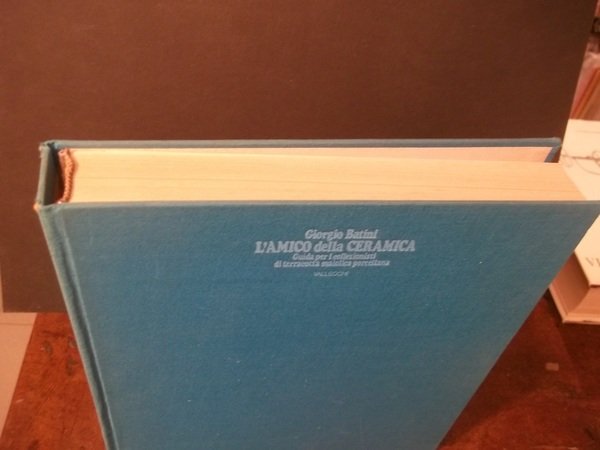 Giorgio Batini
L'AMICO della CERAMICA
Guida per i collezionisti
di terracotta maiolica porcellana
VALLECCHI